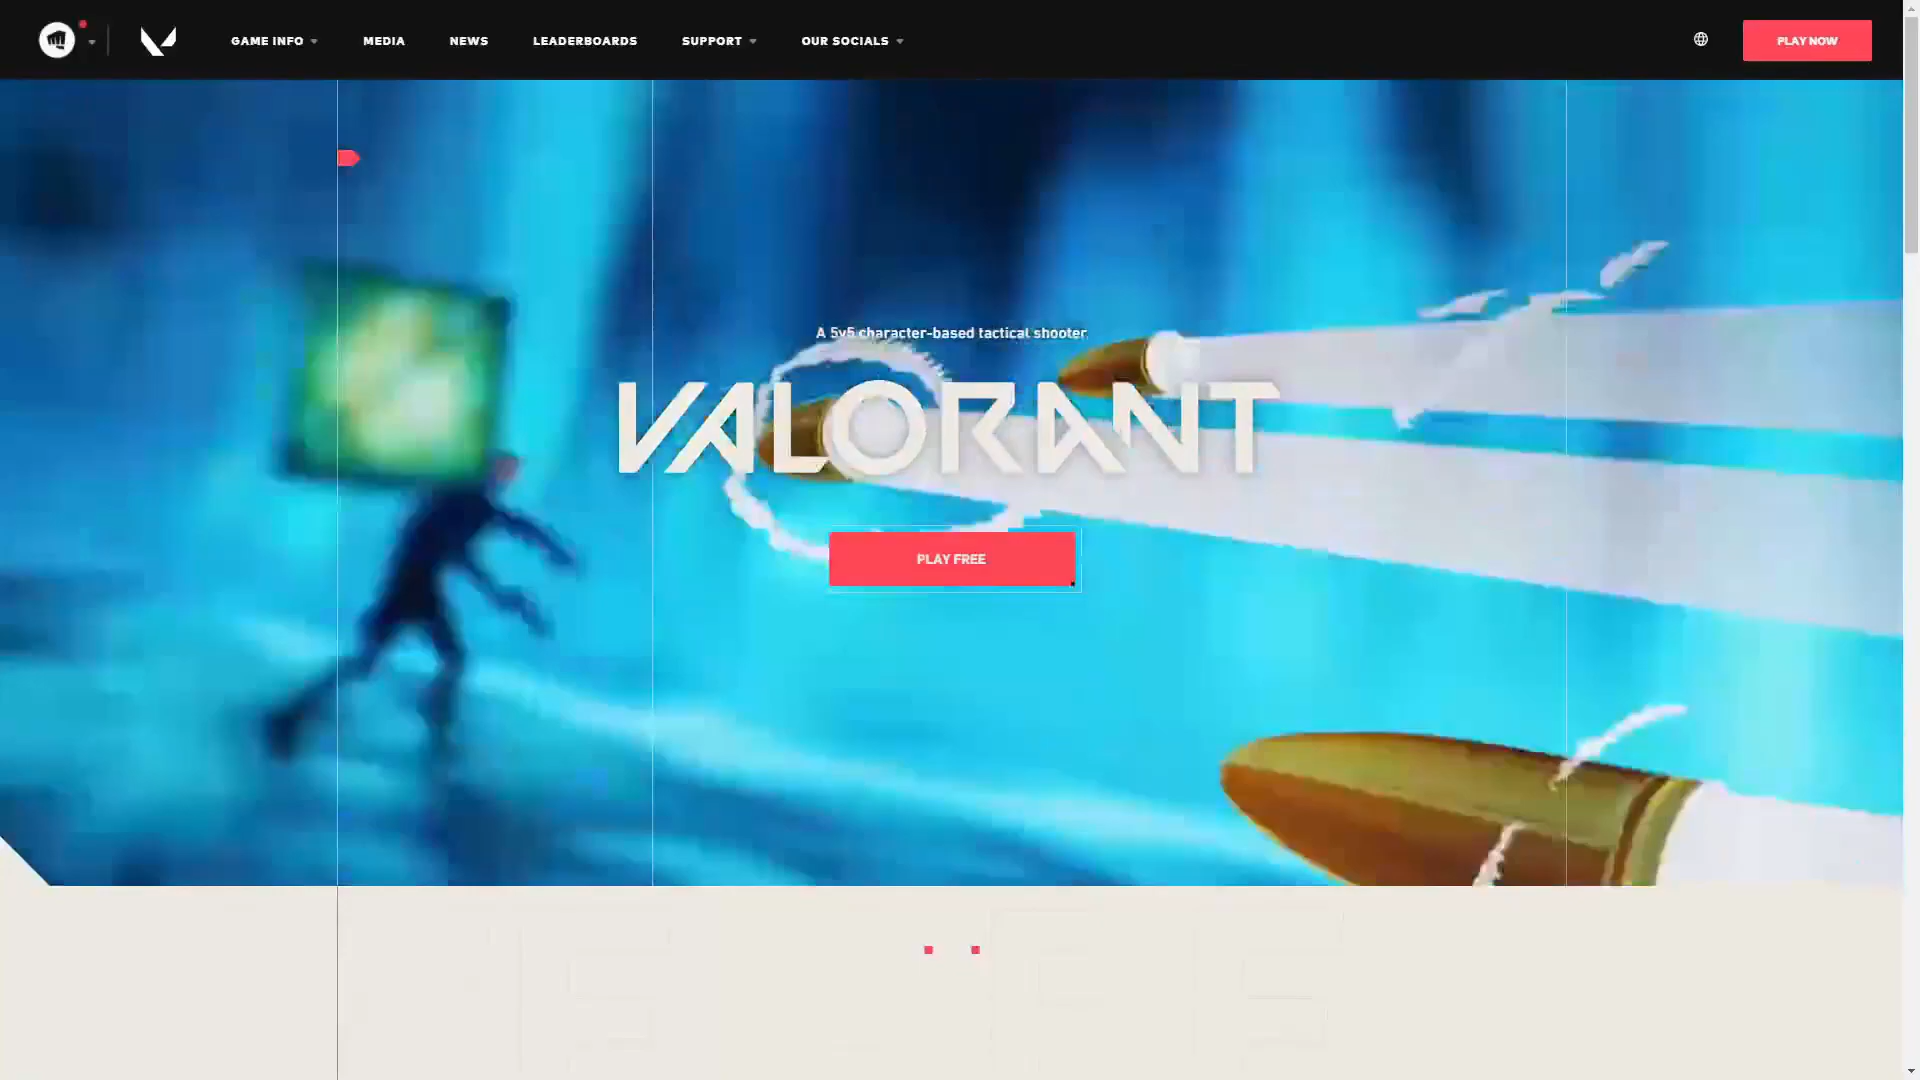 GAME INFO
MEDIA
NEWS
LEADERBOARDS
SUPPORT
OUR SOCIALS
PLAY NOW
A 5v5 character-based tactical shooter
VALORANT
PLAY FREE